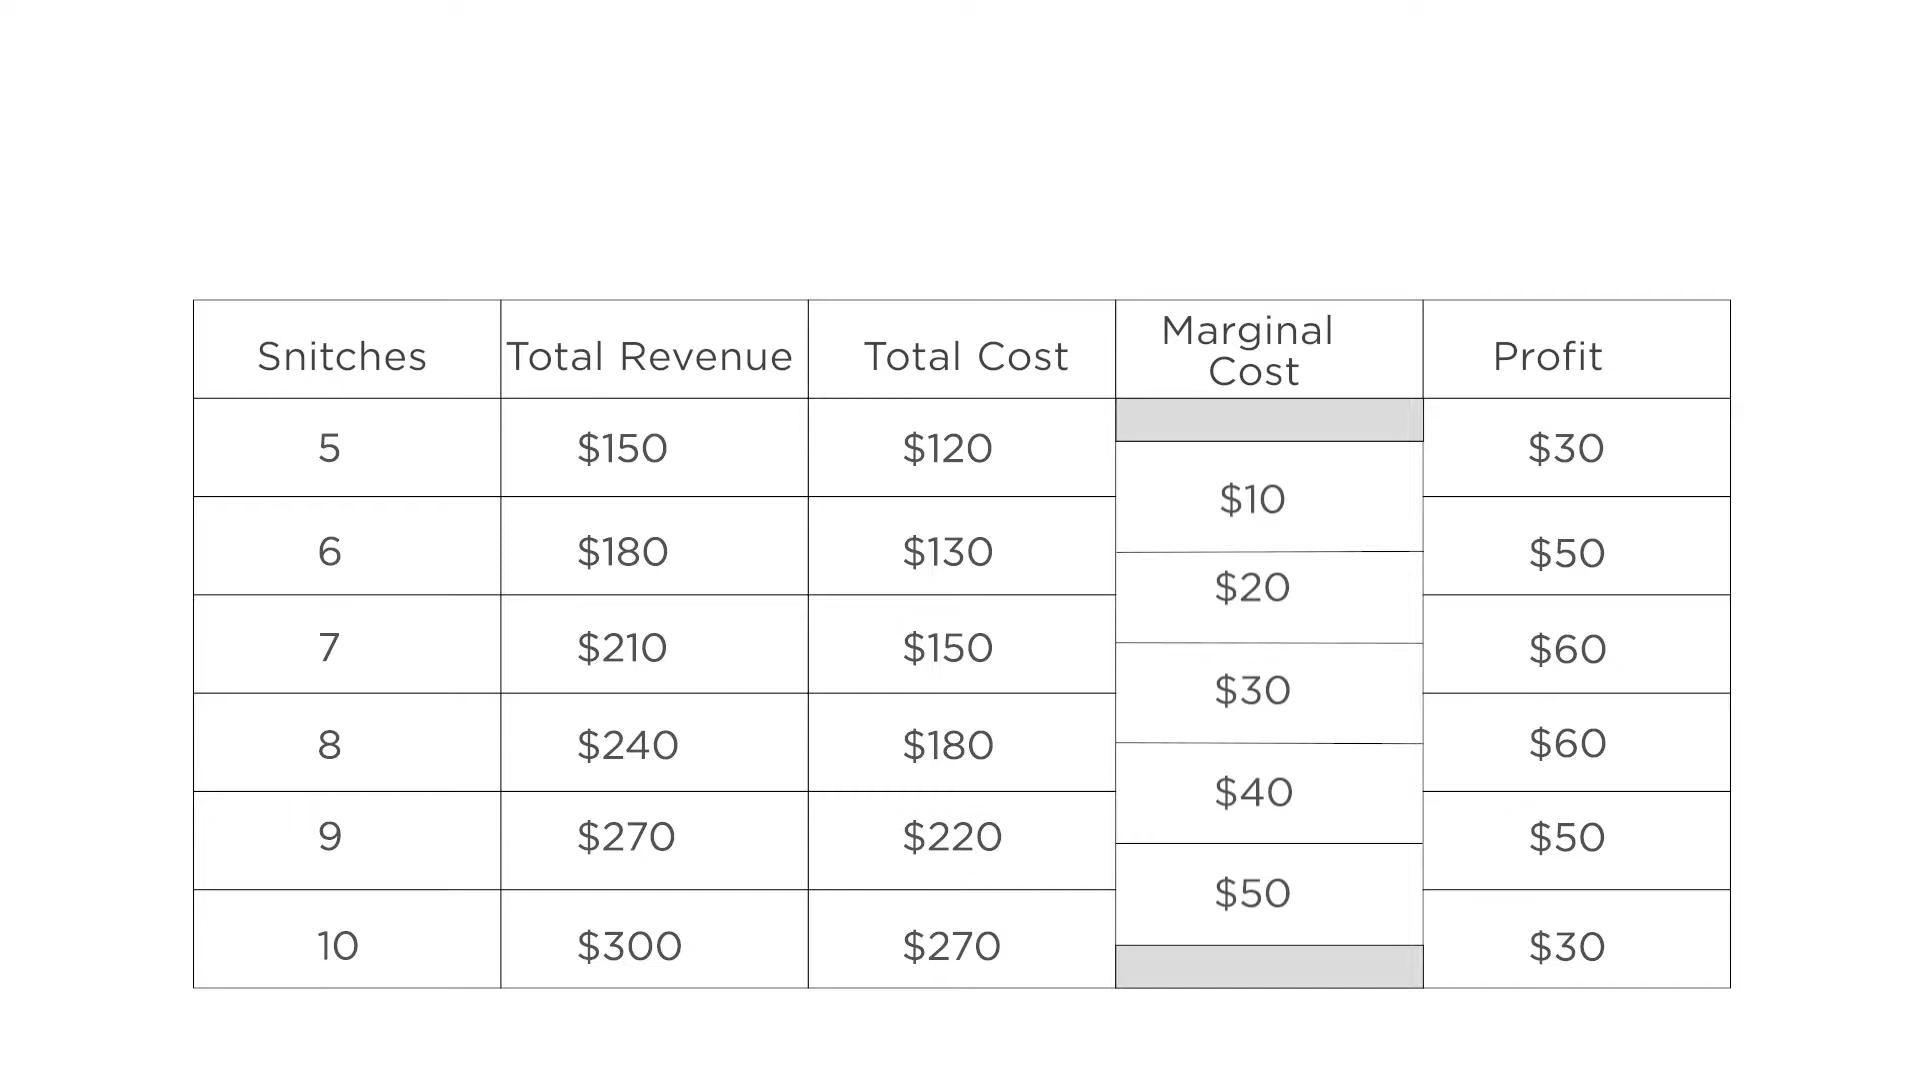 Snitches Total Revenue Total Cost Marginal Cost Profit
5 $150 $120 $30
$10
6 $180 $130 $50
$20
7 $210 $150 $60
$30
8 $240 $180 $60
$40
9 $270 $220 $50
$50
10 $300 $270 $30